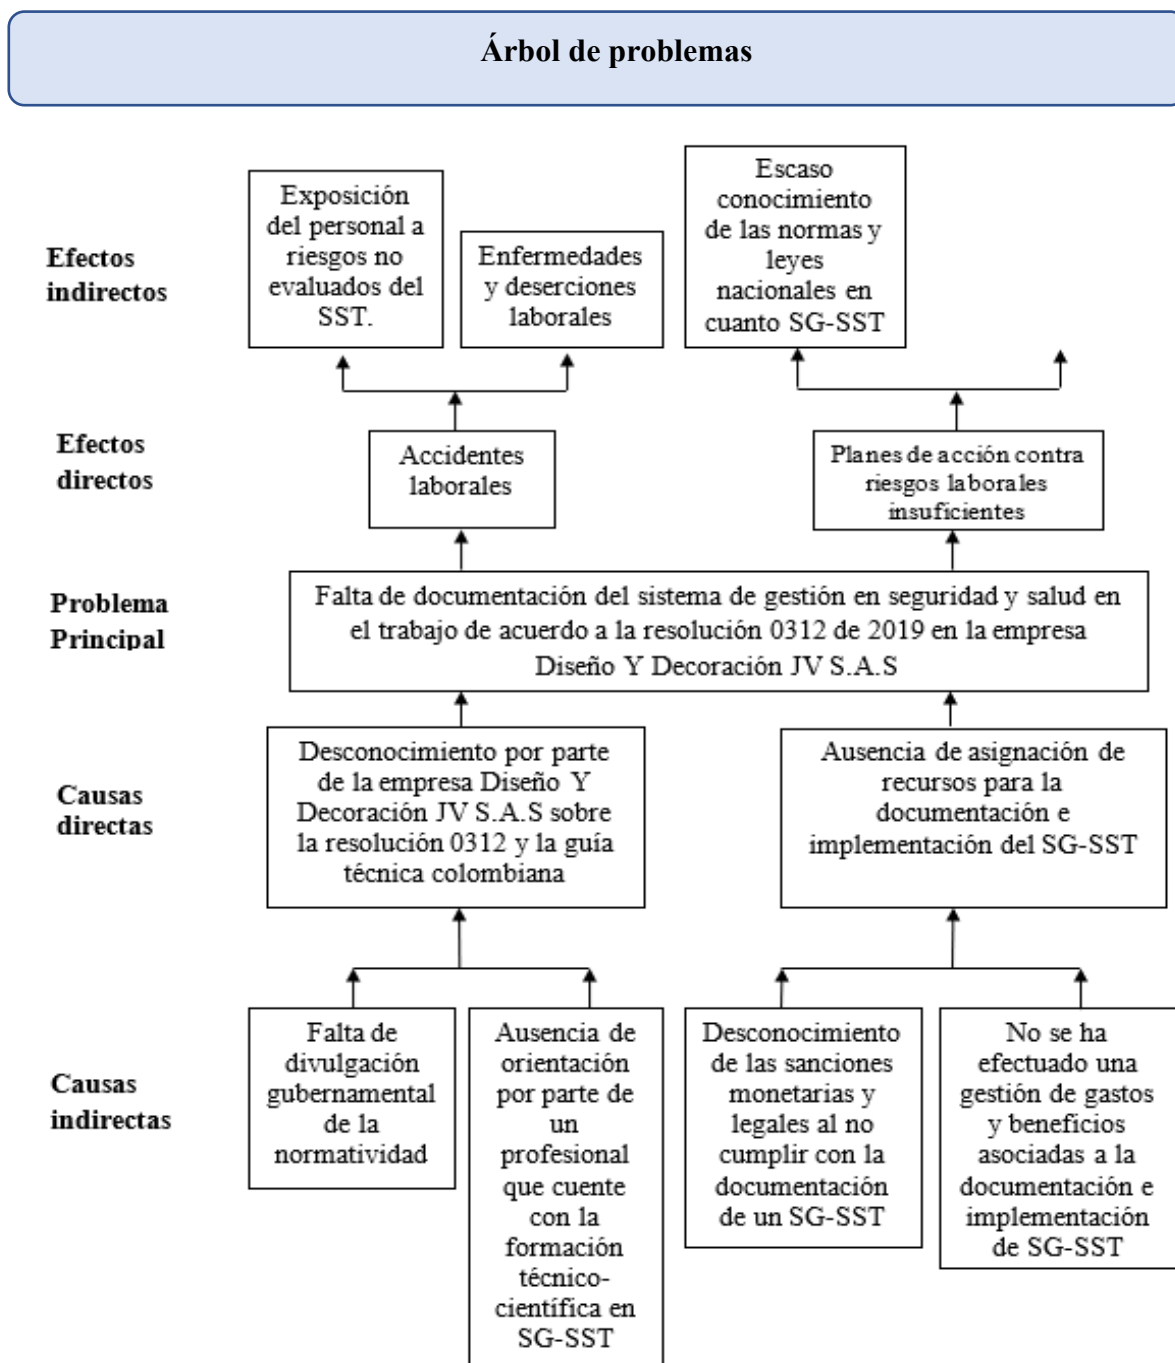 Árbol de problemas
Efectos
indirectos
Exposición
del personal a
riesgos no
evaluados del
SST.
Enfermedades
y deserciones
laborales
Escaso
conocimiento
de las normas y
leyes
nacionales en
cuanto SG-SST
Efectos
directos
Accidentes
laborales
Planes de acción contra
riesgos laborales
insuficientes
Problema
Principal
Falta de documentación del sistema de gestión en seguridad y salud en
el trabajo de acuerdo a la resolución 0312 de 2019 en la empresa
Diseño Y Decoración JV S.A.S
Causas
directas
Desconocimiento por parte
de la empresa Diseño Y
Decoración JV S.A.S sobre
la resolución 0312 y la guía
técnica colombiana
Ausencia de asignación de
recursos para la
documentación e
implementación del SG-SST
Causas
indirectas
Falta de
divulgación
gubernamental
de la
normatividad
Ausencia de
orientación
por parte de
un
profesional
que cuente
con la
formación
técnico-
científica en
SG-SST
Desconocimiento
de las sanciones
monetarias y
legales al no
cumplir con la
documentación
de un SG-SST
No se ha
efectuado una
gestión de gastos
y beneficios
asociadas a la
documentación e
implementación
de SG-SST